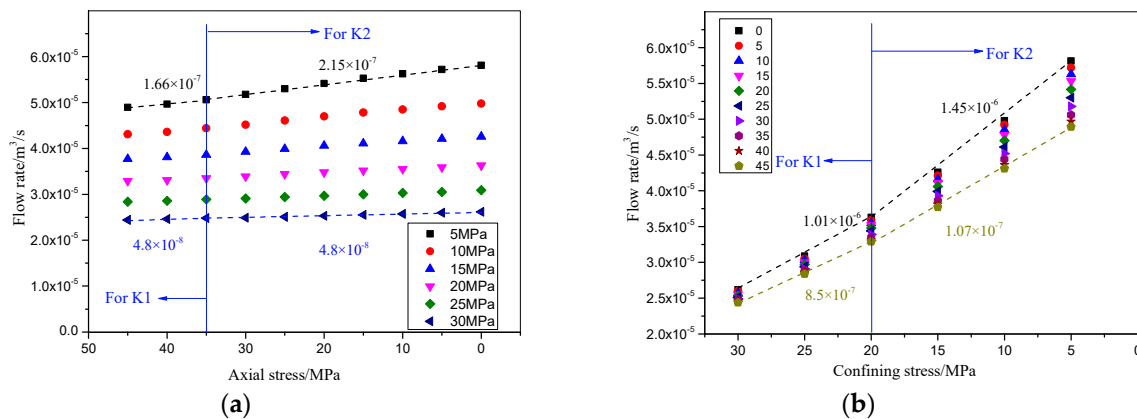 For K2
1.66×10⁻⁷
2.15×10⁻⁷
4.8×10⁻⁸
4.8×10⁻⁸
For K1
6.0x10⁻⁵
5.0x10⁻⁵
4.0x10⁻⁵
3.0x10⁻⁵
2.0x10⁻⁵
1.0x10⁻⁵
0.0
Flow rate/m³/s
5MPa
10MPa
15MPa
20MPa
25MPa
30MPa
50 40 30 20 10 0
Axial stress/MPa
(a)
0
5
10
15
20
25
30
35
40
45
For K2
1.45×10⁻⁶
For K1
1.01×10⁻⁶
1.07×10⁻⁷
8.5×10⁻⁷
6.0x10⁻⁵
5.5x10⁻⁵
5.0x10⁻⁵
4.5x10⁻⁵
4.0x10⁻⁵
3.5x10⁻⁵
3.0x10⁻⁵
2.5x10⁻⁵
2.0x10⁻⁵
Flow rate/m³/s
30 25 20 15 10 5 0
Confining stress/MPa
(b)